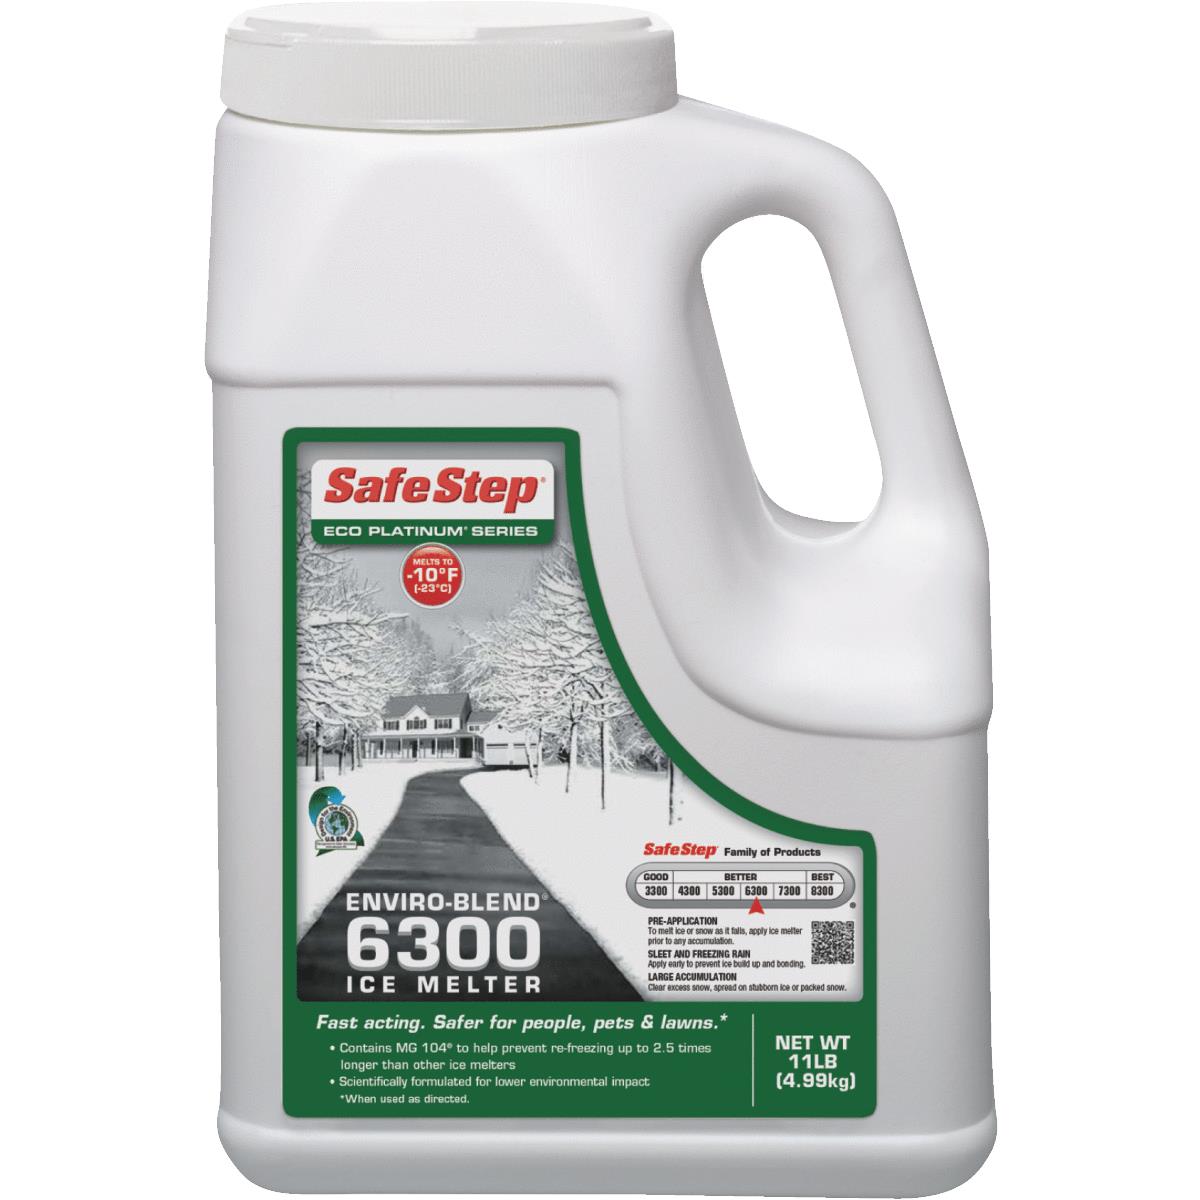 SafeStep®
ECO PLATINUM® SERIES
MELTS TO
-10°F
(-23°C)
Design for the Environment
U.S. EPA
ENVIRO-BLEND®
6300
ICE MELTER
SafeStep® Family of Products
GOOD BETTER BEST
3300 4300 5300 6300 7300 8300
®
PRE-APPLICATION
To melt ice or snow as it falls, apply ice melter
prior to any accumulation.
SLEET AND FREEZING RAIN
Apply early to prevent ice build up and bonding.
LARGE ACCUMULATION
Clear excess snow, spread on stubborn ice or packed snow.
Fast acting. Safer for people, pets & lawns.*
• Contains MG 104® to help prevent re-freezing up to 2.5 times
longer than other ice melters
• Scientifically formulated for lower environmental impact
*When used as directed.
NET WT
11LB
(4.99kg)